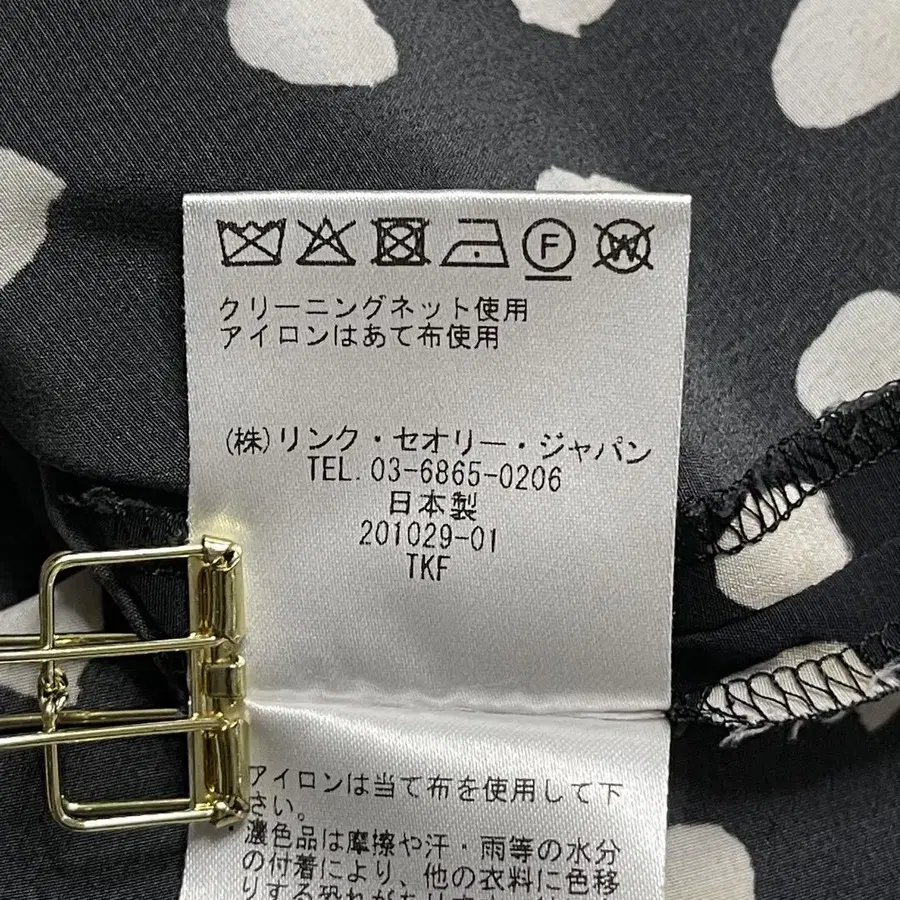 F W
クリーニングネット使用
アイロンはあて布使用
(株)リンク・セオリー・ジャパン
TEL.03-6865-0206
日本製
201029-01
TKF
アイロンは当て布を使用して下
さい。
・濃色品は摩擦や汗・雨等の水分
の付着により、他の衣料に色移
りする恐れがあります